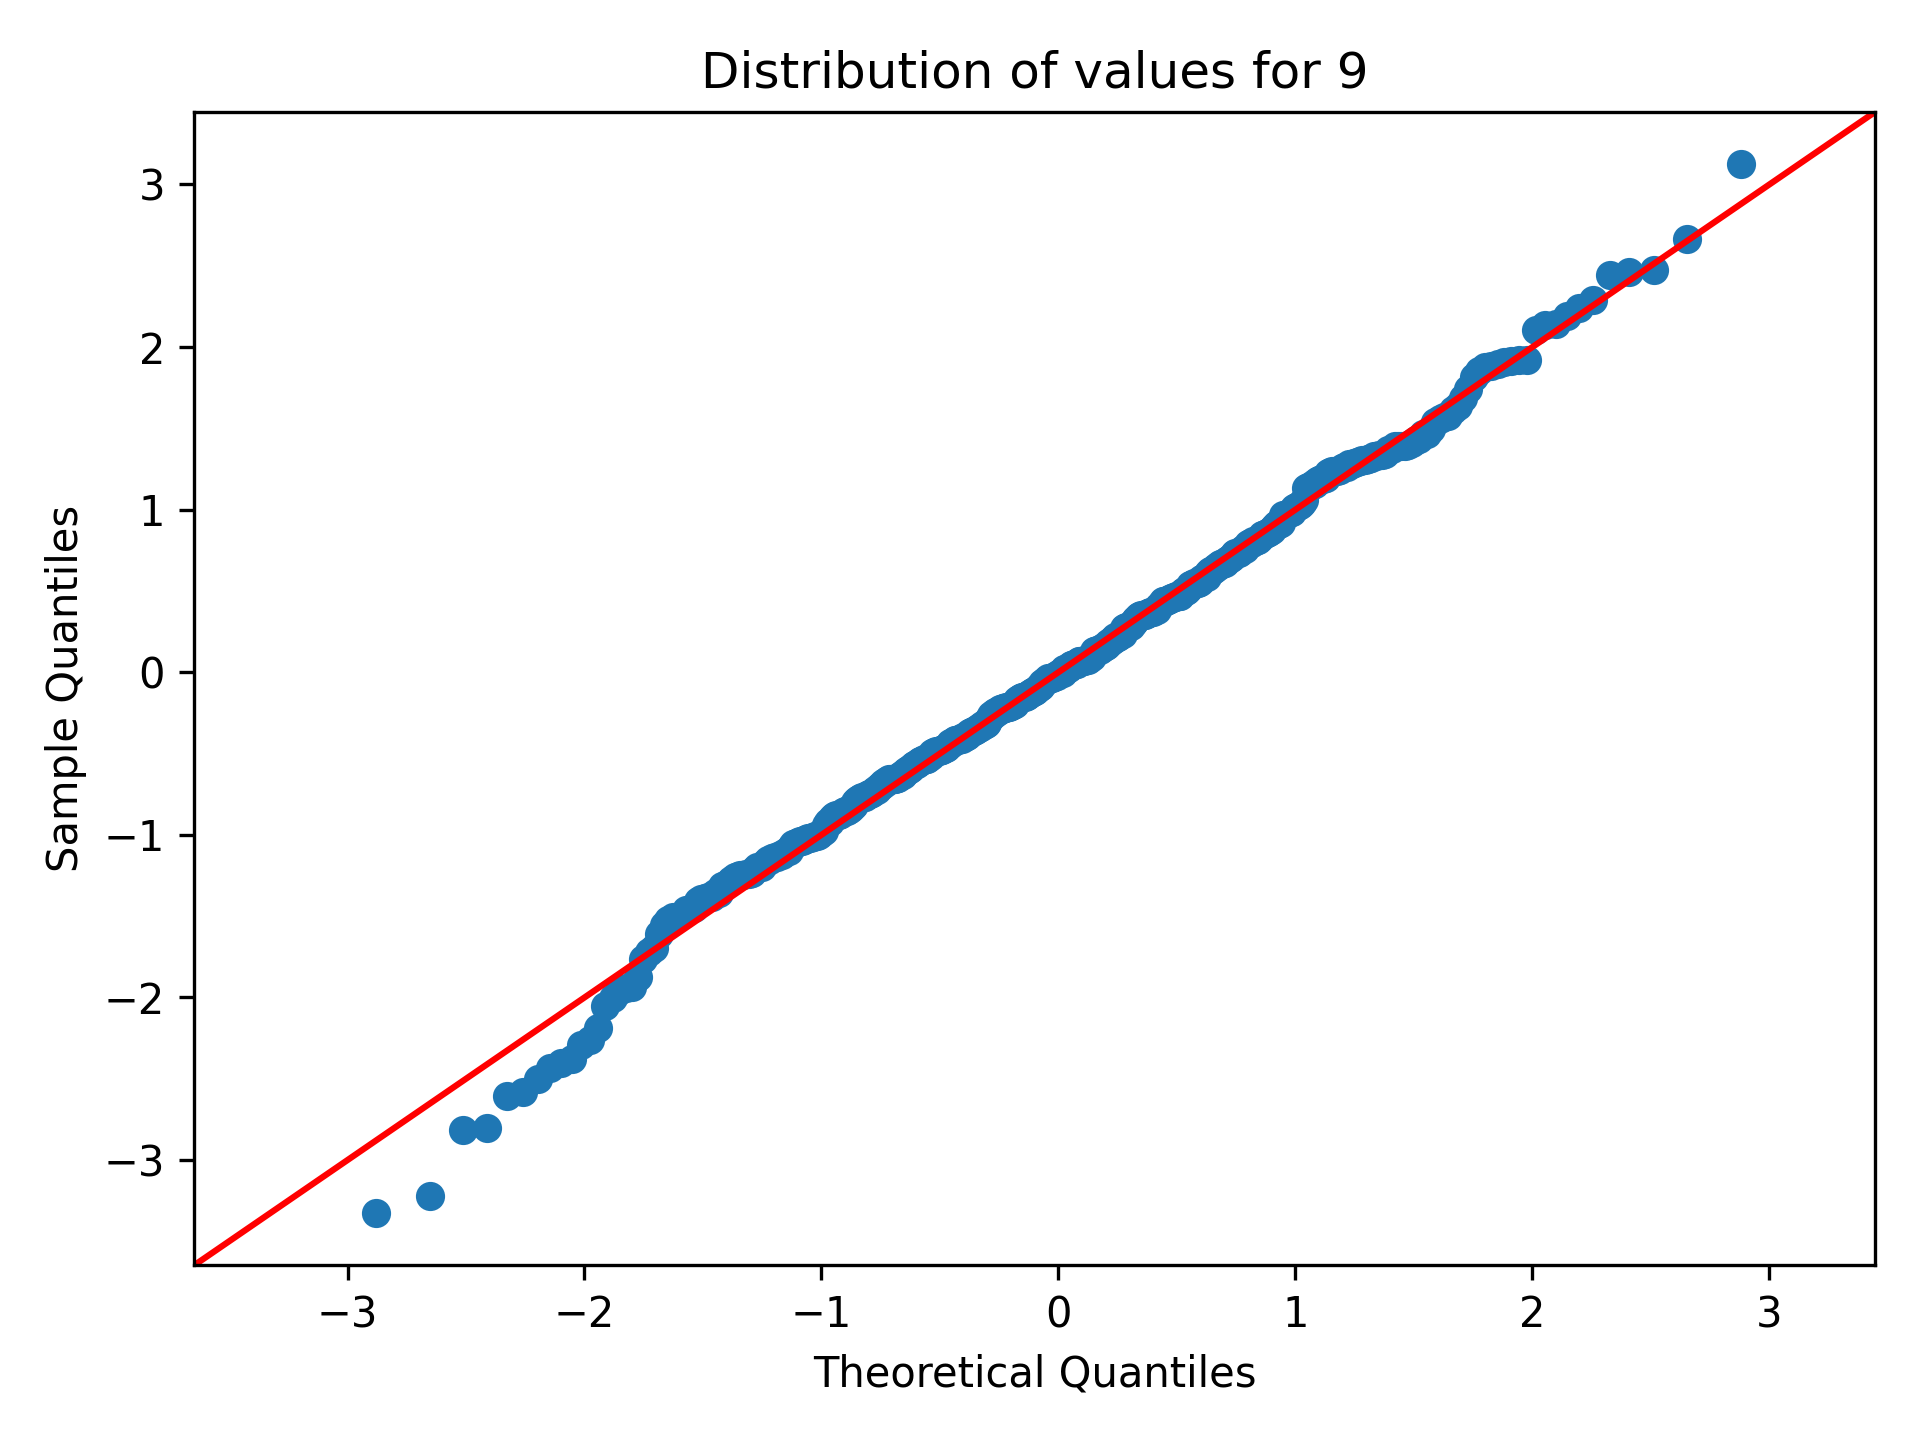 Distribution of values for 9
3
2
1
0
−1
−2
−3
Sample Quantiles
−3 −2 −1 0 1 2 3
Theoretical Quantiles